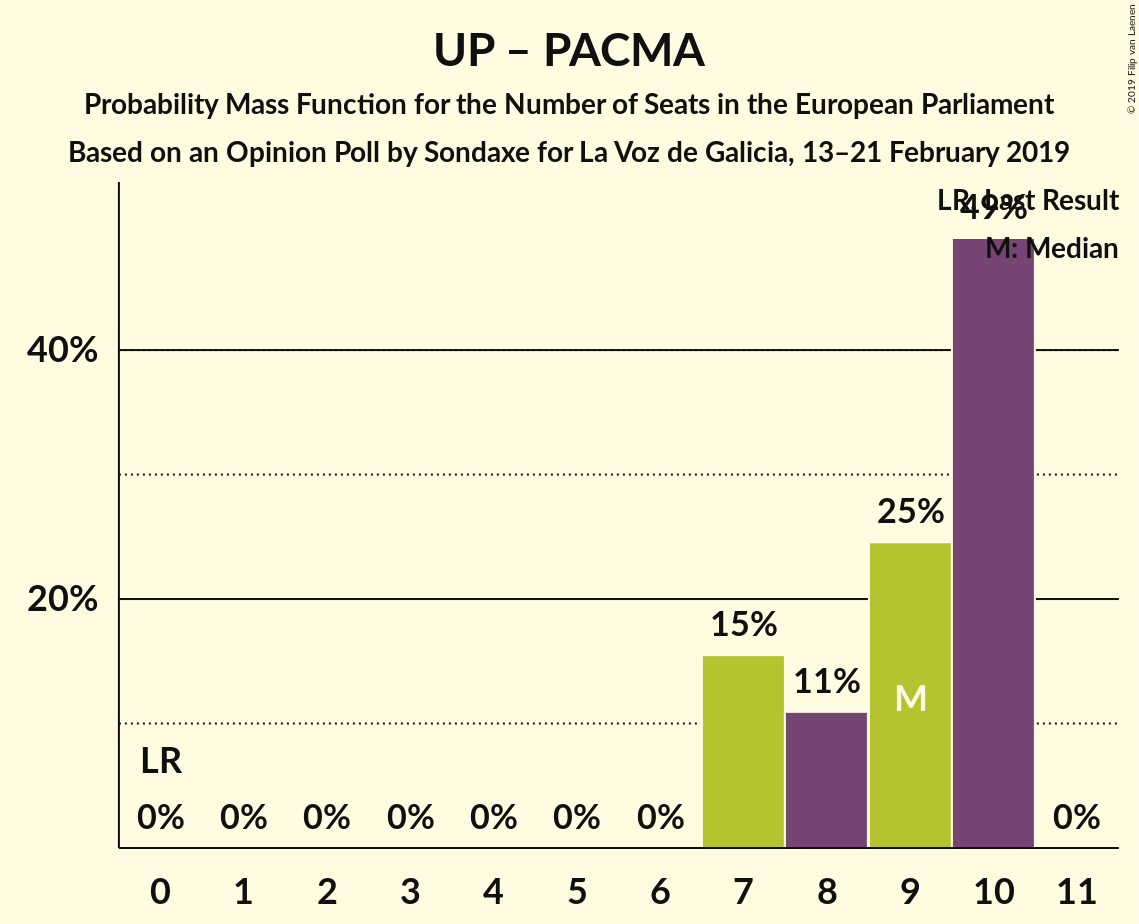 UP – PACMA
Probability Mass Function for the Number of Seats in the European Parliament
Based on an Opinion Poll by Sondaxe for La Voz de Galicia, 13–21 February 2019
© 2019 Filip van Laenen
LR: Last Result
49%
M: Median
40%
25%
20%
15%
11%
M
LR
0% 0% 0% 0% 0% 0% 0% 0%
0 1 2 3 4 5 6 7 8 9 10 11